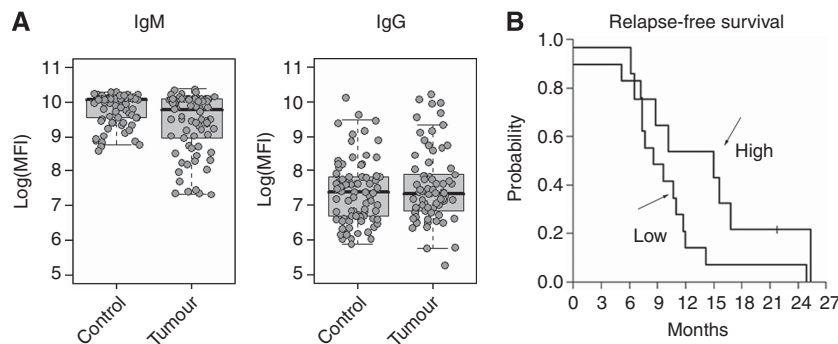 A
IgM
IgG
11
10
9
8
7
6
5
Log(MFI)
Control
Tumour
11
10
9
8
7
6
5
Log(MFI)
Control
Tumour
B
Relapse-free survival
1.0
0.8
0.6
0.4
0.2
0.0
Probability
High
Low
0 3 6 9 12 15 18 21 24 27
Months